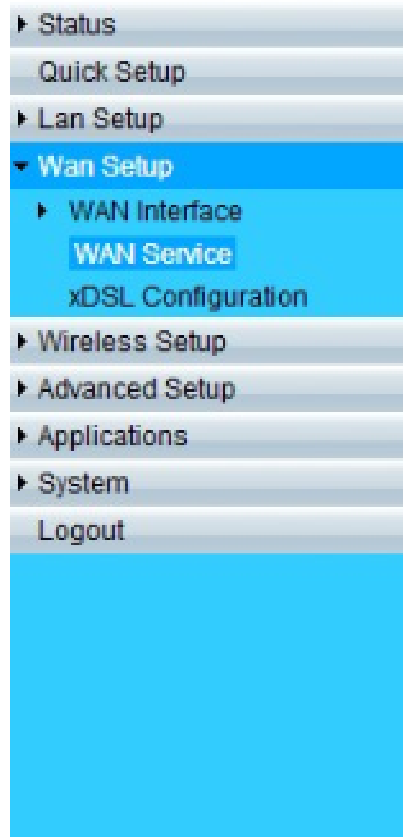 Status
Quick Setup
Lan Setup
Wan Setup
WAN Interface
WAN Service
xDSL Configuration
Wireless Setup
Advanced Setup
Applications
System
Logout